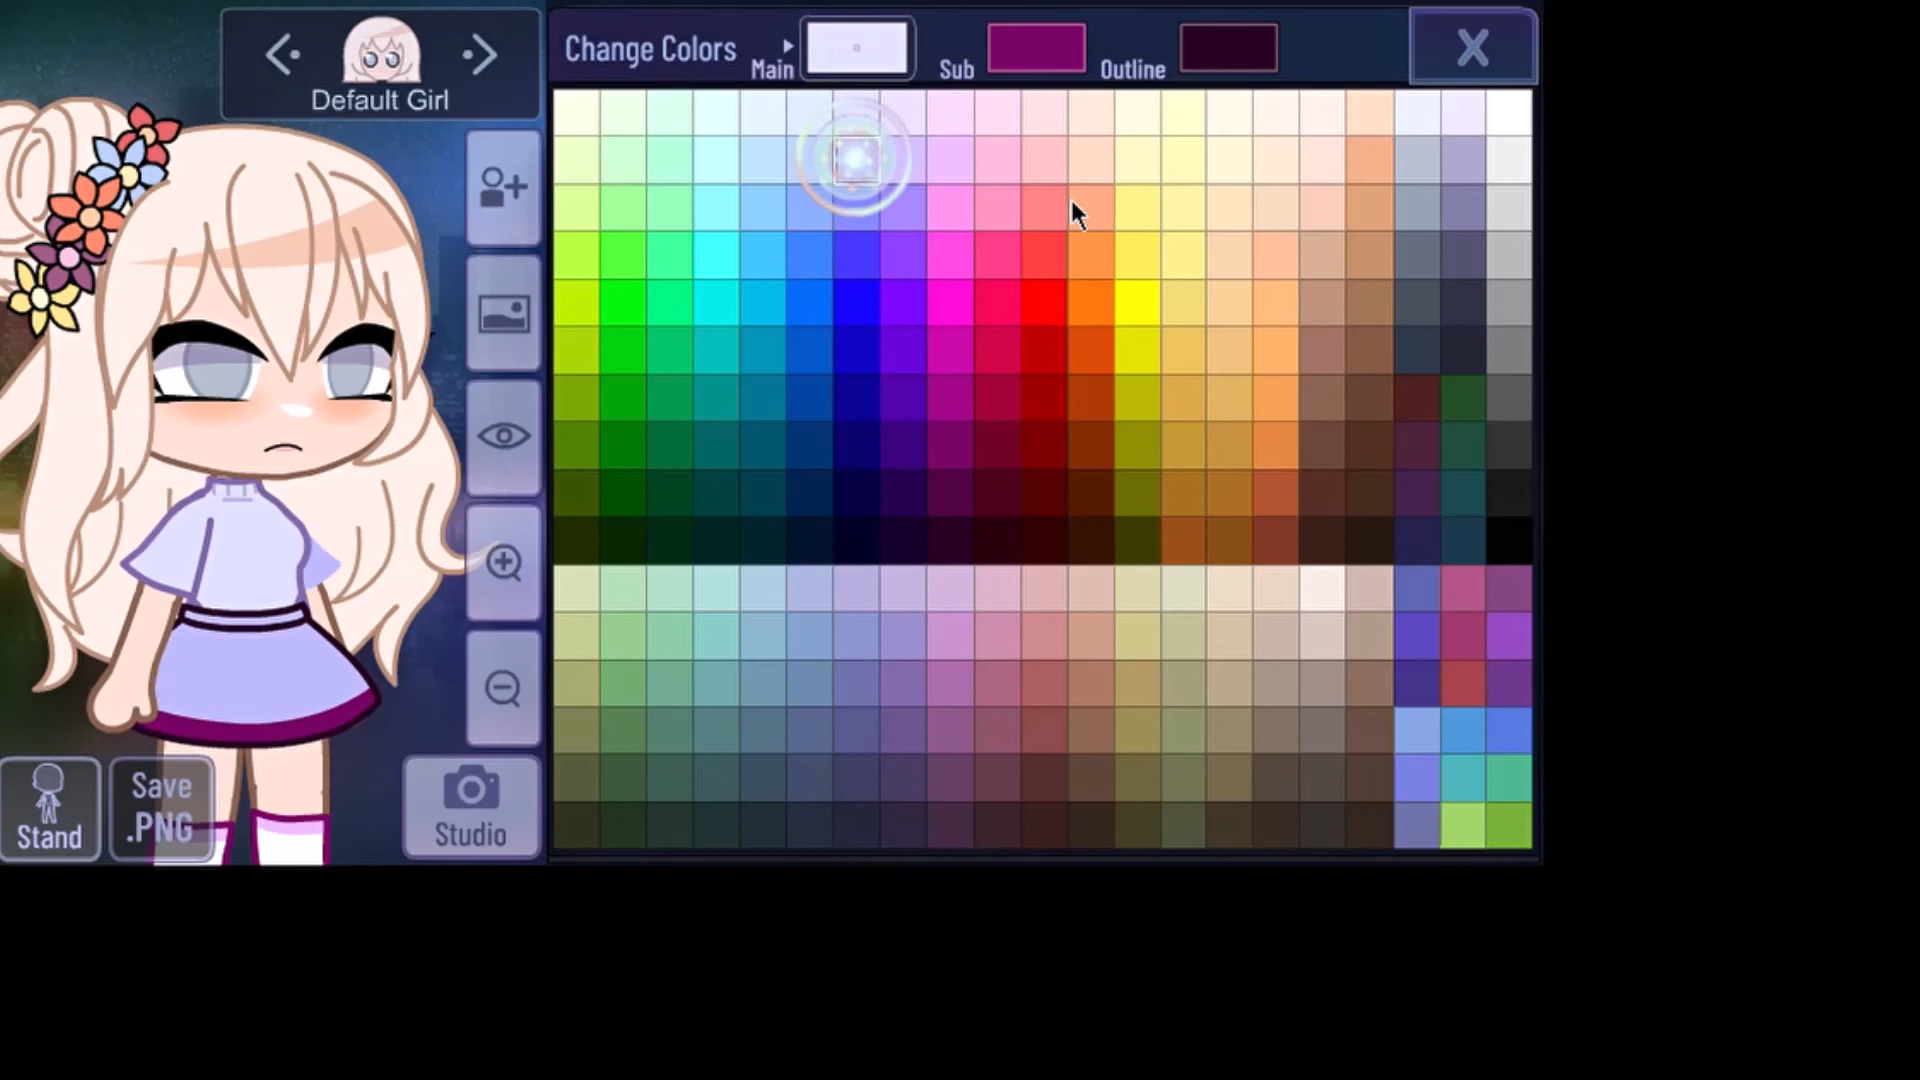 Default Girl
Change Colors
Main
Sub
Outline
X
Stand
Save
.PNG
Studio